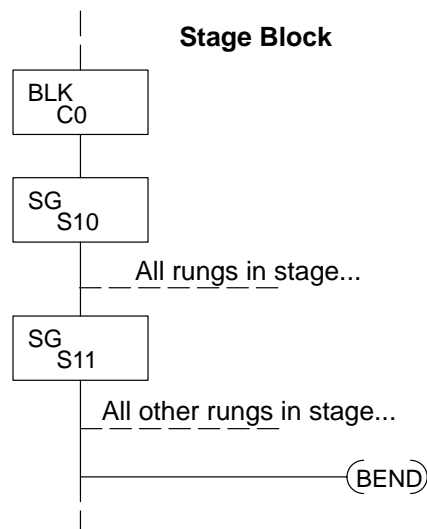 Stage Block
BLK
C0
SG
S10
All rungs in stage...
SG
S11
All other rungs in stage...
BEND